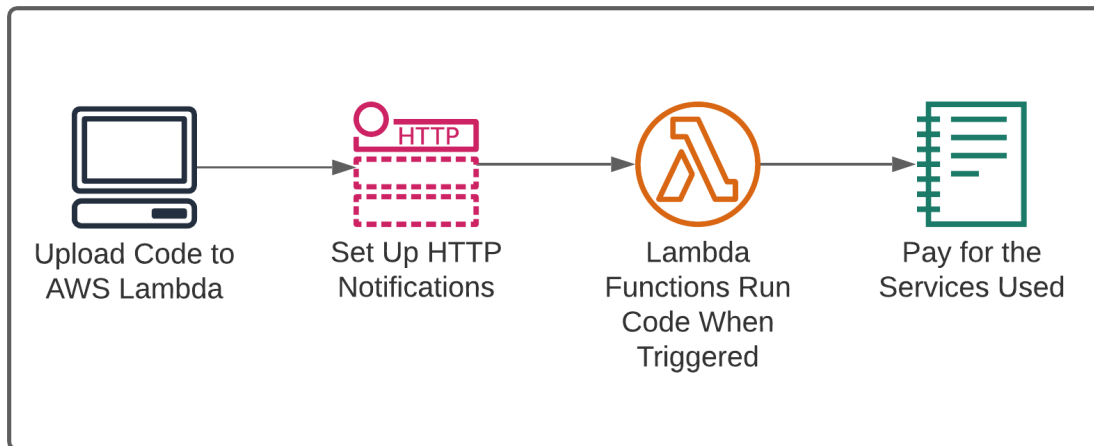 HTTP
Upload Code to
AWS Lambda
Set Up HTTP
Notifications
Lambda
Functions Run
Code When
Triggered
Pay for the
Services Used